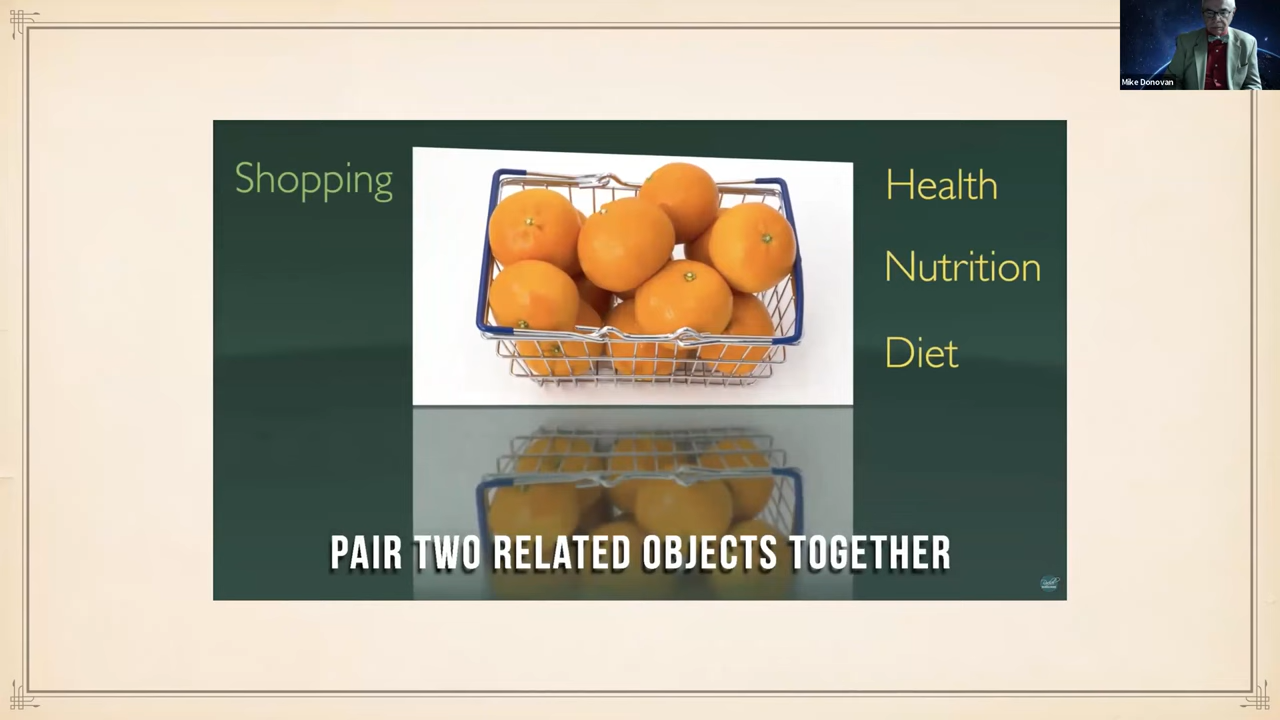 Mike Donovan
Shopping
Health
Nutrition
Diet
PAIR TWO RELATED OBJECTS TOGETHER